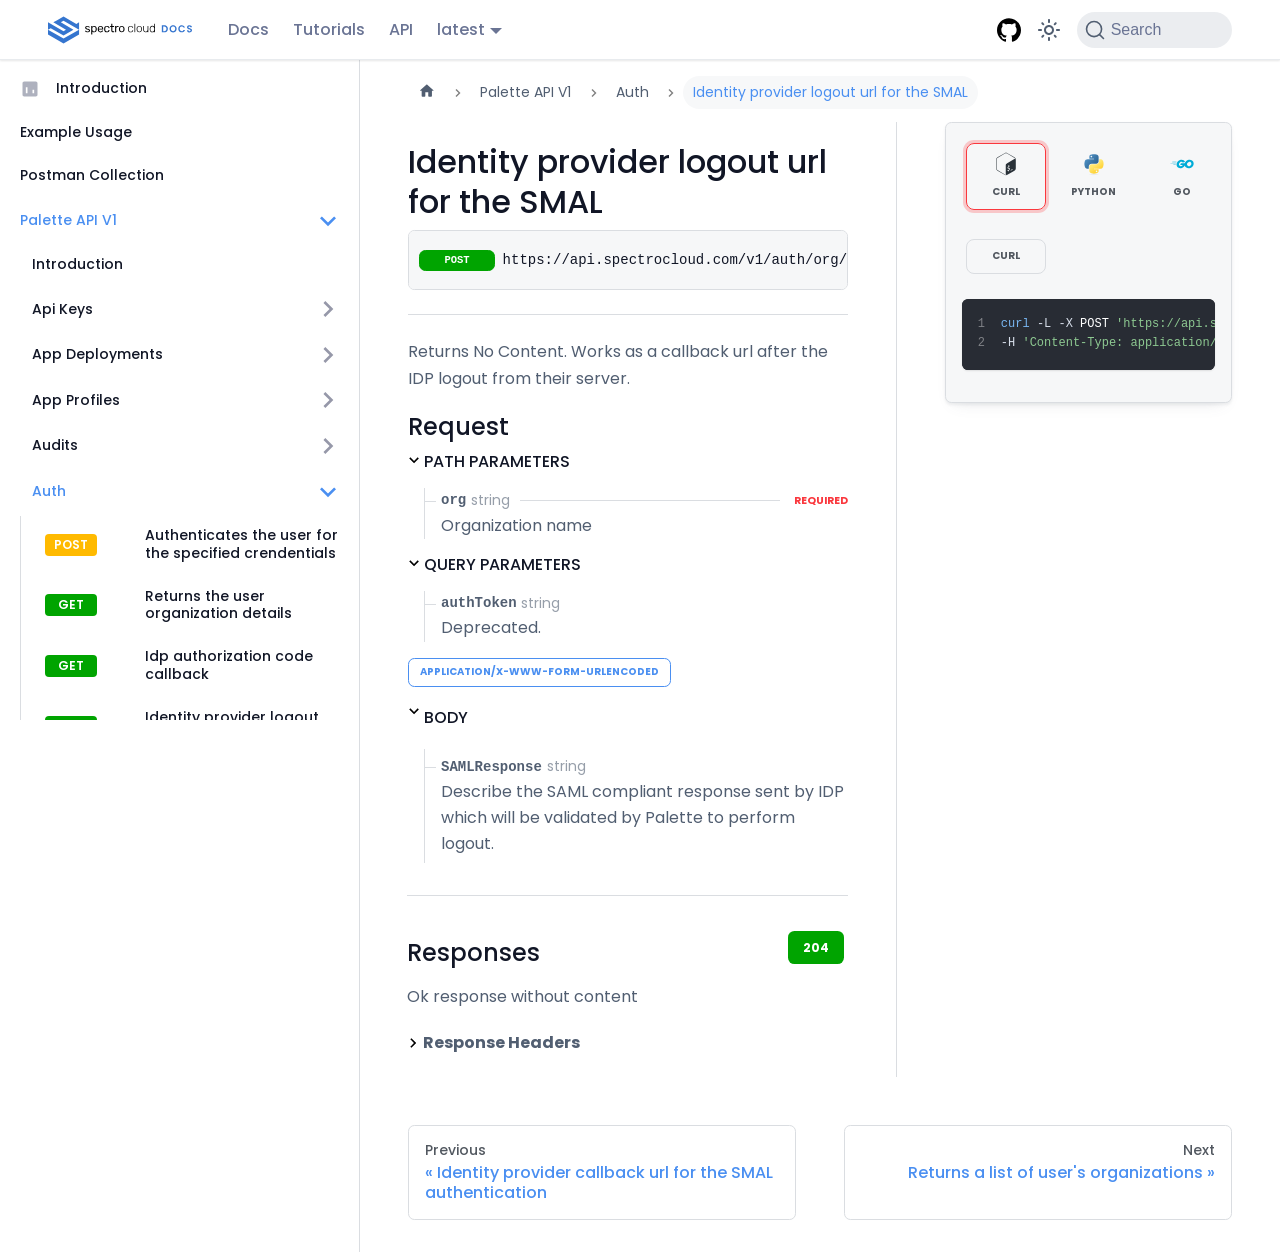 spectro cloud DOCS
Docs
Tutorials
API
latest
Search
Introduction
Example Usage
Postman Collection
Palette API V1
Introduction
Api Keys
App Deployments
App Profiles
Audits
Auth
POST Authenticates the user for
the specified crendentials
GET Returns the user
organization details
GET Idp authorization code
callback
Identity provider logout
Palette API V1
Auth
Identity provider logout url for the SMAL
Identity provider logout url
for the SMAL
POST https://api.spectrocloud.com/v1/auth/org/
Returns No Content. Works as a callback url after the
IDP logout from their server.
Request
PATH PARAMETERS
org string REQUIRED
Organization name
QUERY PARAMETERS
authToken string
Deprecated.
APPLICATION/X-WWW-FORM-URLENCODED
BODY
SAMLResponse string
Describe the SAML compliant response sent by IDP
which will be validated by Palette to perform
logout.
Responses
204
Ok response without content
Response Headers
CURL
PYTHON
GO
GO
CURL
1 curl -L -X POST 'https://api.s
2 -H 'Content-Type: application/
Previous
« Identity provider callback url for the SMAL
authentication
Next
Returns a list of user's organizations »